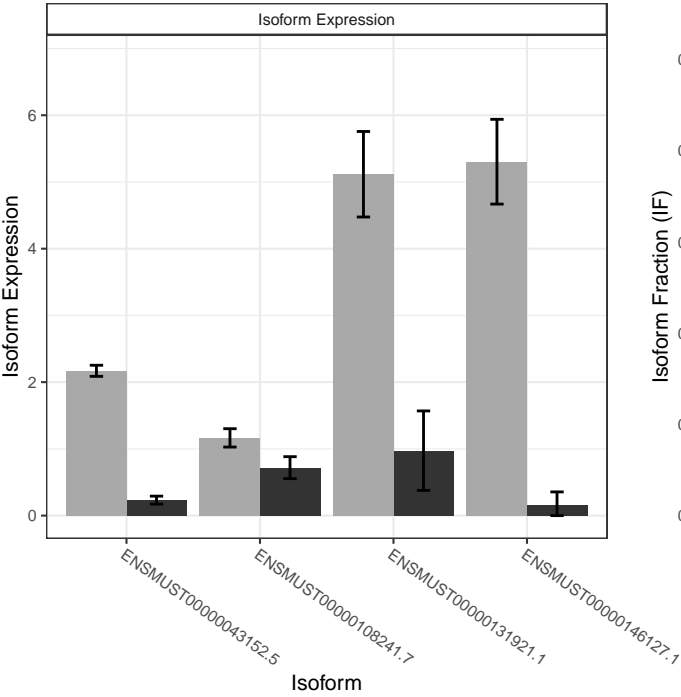 Isoform Expression
Isoform Expression
6
4
2
0
ENSMUST00000043152.5
ENSMUST00000108241.7
ENSMUST00000131921.1
ENSMUST00000146127.1
Isoform
Isoform Fraction (IF)